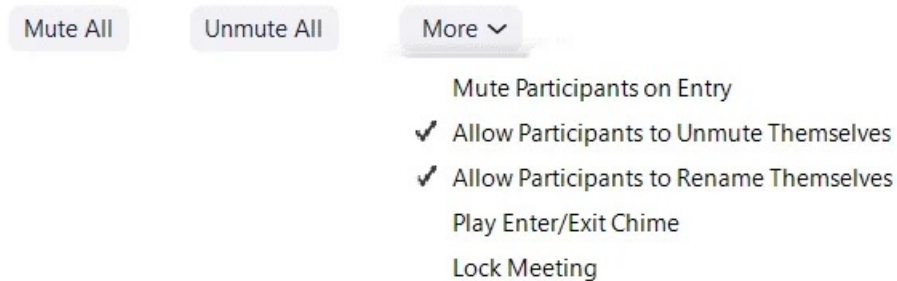 Mute All Unmute All More
Mute Participants on Entry
Allow Participants to Unmute Themselves
Allow Participants to Rename Themselves
Play Enter/Exit Chime
Lock Meeting